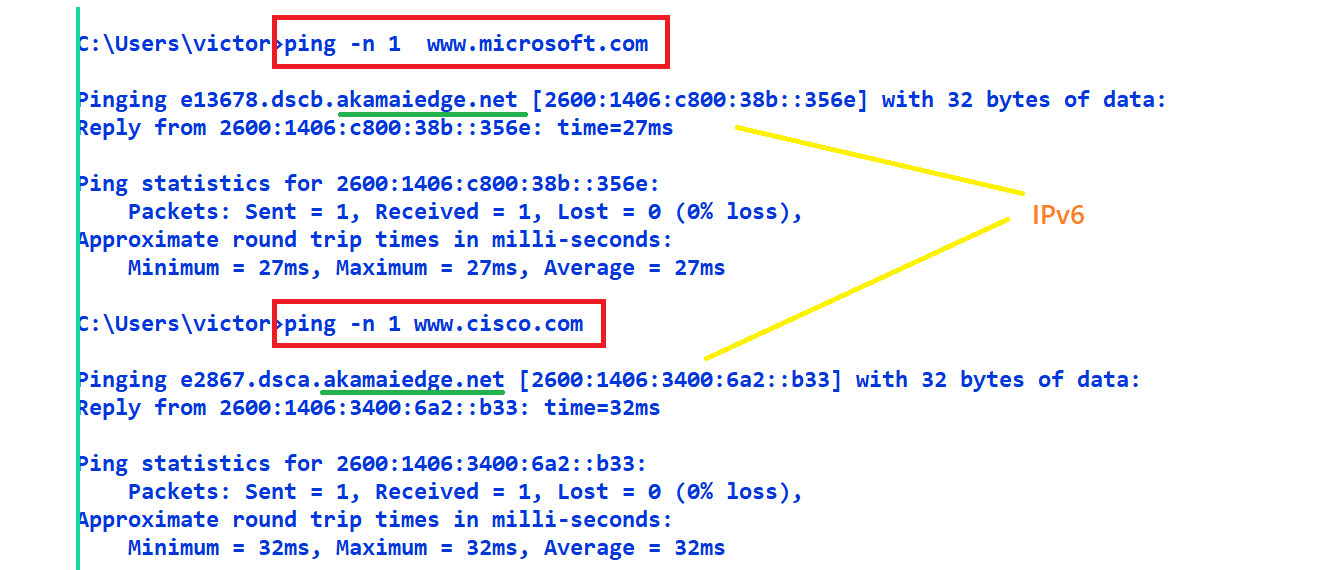 C:\Users\victor>ping -n 1  www.microsoft.com
Pinging e13678.dscb.akamaiedge.net [2600:1406:c800:38b::356e] with 32 bytes of data:
Reply from 2600:1406:c800:38b::356e: time=27ms
Ping statistics for 2600:1406:c800:38b::356e:
    Packets: Sent = 1, Received = 1, Lost = 0 (0% loss),
IPv6
Approximate round trip times in milli-seconds:
    Minimum = 27ms, Maximum = 27ms, Average = 27ms
C:\Users\victor>ping -n 1 www.cisco.com
Pinging e2867.dsca.akamaiedge.net [2600:1406:3400:6a2::b33] with 32 bytes of data:
Reply from 2600:1406:3400:6a2::b33: time=32ms
Ping statistics for 2600:1406:3400:6a2::b33:
    Packets: Sent = 1, Received = 1, Lost = 0 (0% loss),
Approximate round trip times in milli-seconds:
    Minimum = 32ms, Maximum = 32ms, Average = 32ms